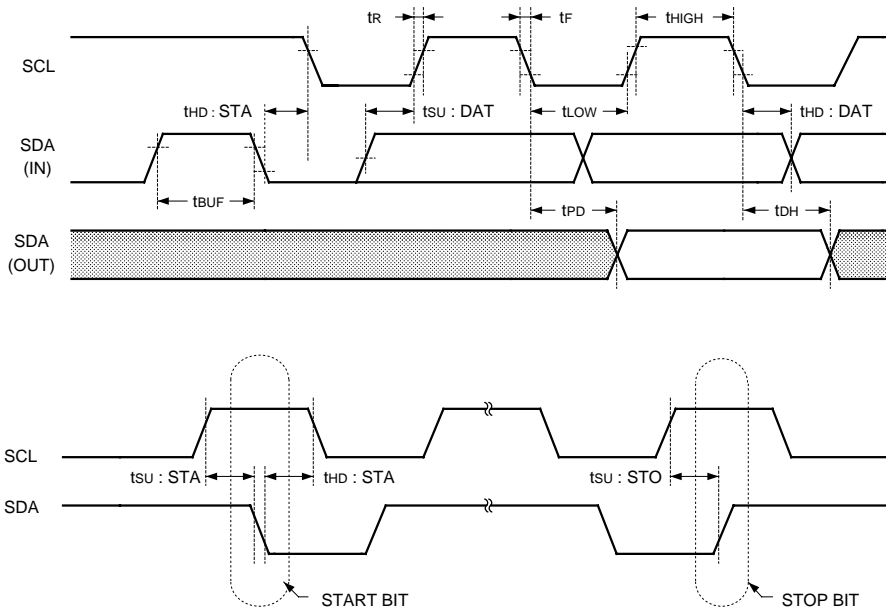 tR tF tHIGH
SCL
tHD : STA tSU : DAT tLOW tHD : DAT
SDA
(IN)
tBUF
tPD tDH
SDA
(OUT)
SCL
tSU : STA tHD : STA tSU : STO
SDA
START BIT STOP BIT